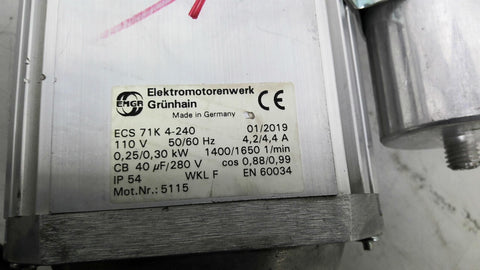 EMGR
Elektromotorenwerk
Grünhain
Made in Germany
CE
ECS 71K 4-240 01/2019
110 V 50/60 Hz 4,2/4,4 A
0,25/0,30 kW 1400/1650 1/min
CB 40 µF/280 V cos 0,88/0,99
IP 54 WKL F EN 60034
Mot.Nr.: 5115